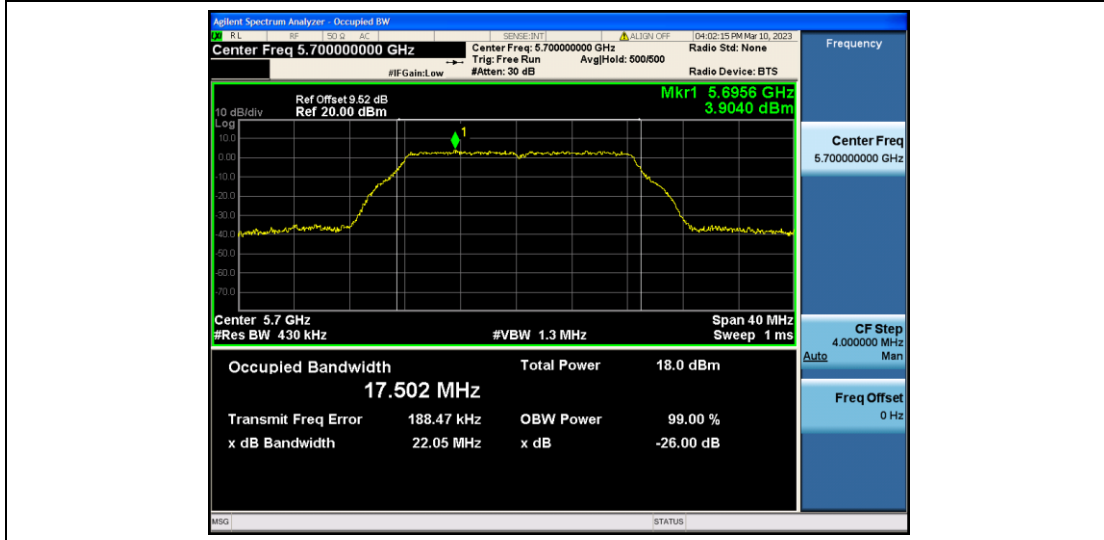 Agilent Spectrum Analyzer - Occupied BW
RL RF 50 Ω AC SENSE:INT ALIGN OFF 04:02:15 PM Mar 10, 2023
Center Freq 5.700000000 GHz Center Freq: 5.700000000 GHz Radio Std: None
Trig: Free Run Avg|Hold: 500/500
#IFGain:Low #Atten: 30 dB Radio Device: BTS
Ref Offset 9.52 dB Mkr1 5.6956 GHz
10 dB/div Ref 20.00 dBm 3.9040 dBm
Log
10.0
1
0.00
-10.0
-20.0
-30.0
-40.0
-50.0
-60.0
-70.0
Center 5.7 GHz Span 40 MHz
#Res BW 430 kHz #VBW 1.3 MHz Sweep 1 ms
Occupied Bandwidth Total Power 18.0 dBm
17.502 MHz
Transmit Freq Error 188.47 kHz OBW Power 99.00 %
x dB Bandwidth 22.05 MHz x dB -26.00 dB
MSG STATUS
Frequency
Center Freq
5.700000000 GHz
CF Step
4.000000 MHz
Auto Man
Freq Offset
0 Hz